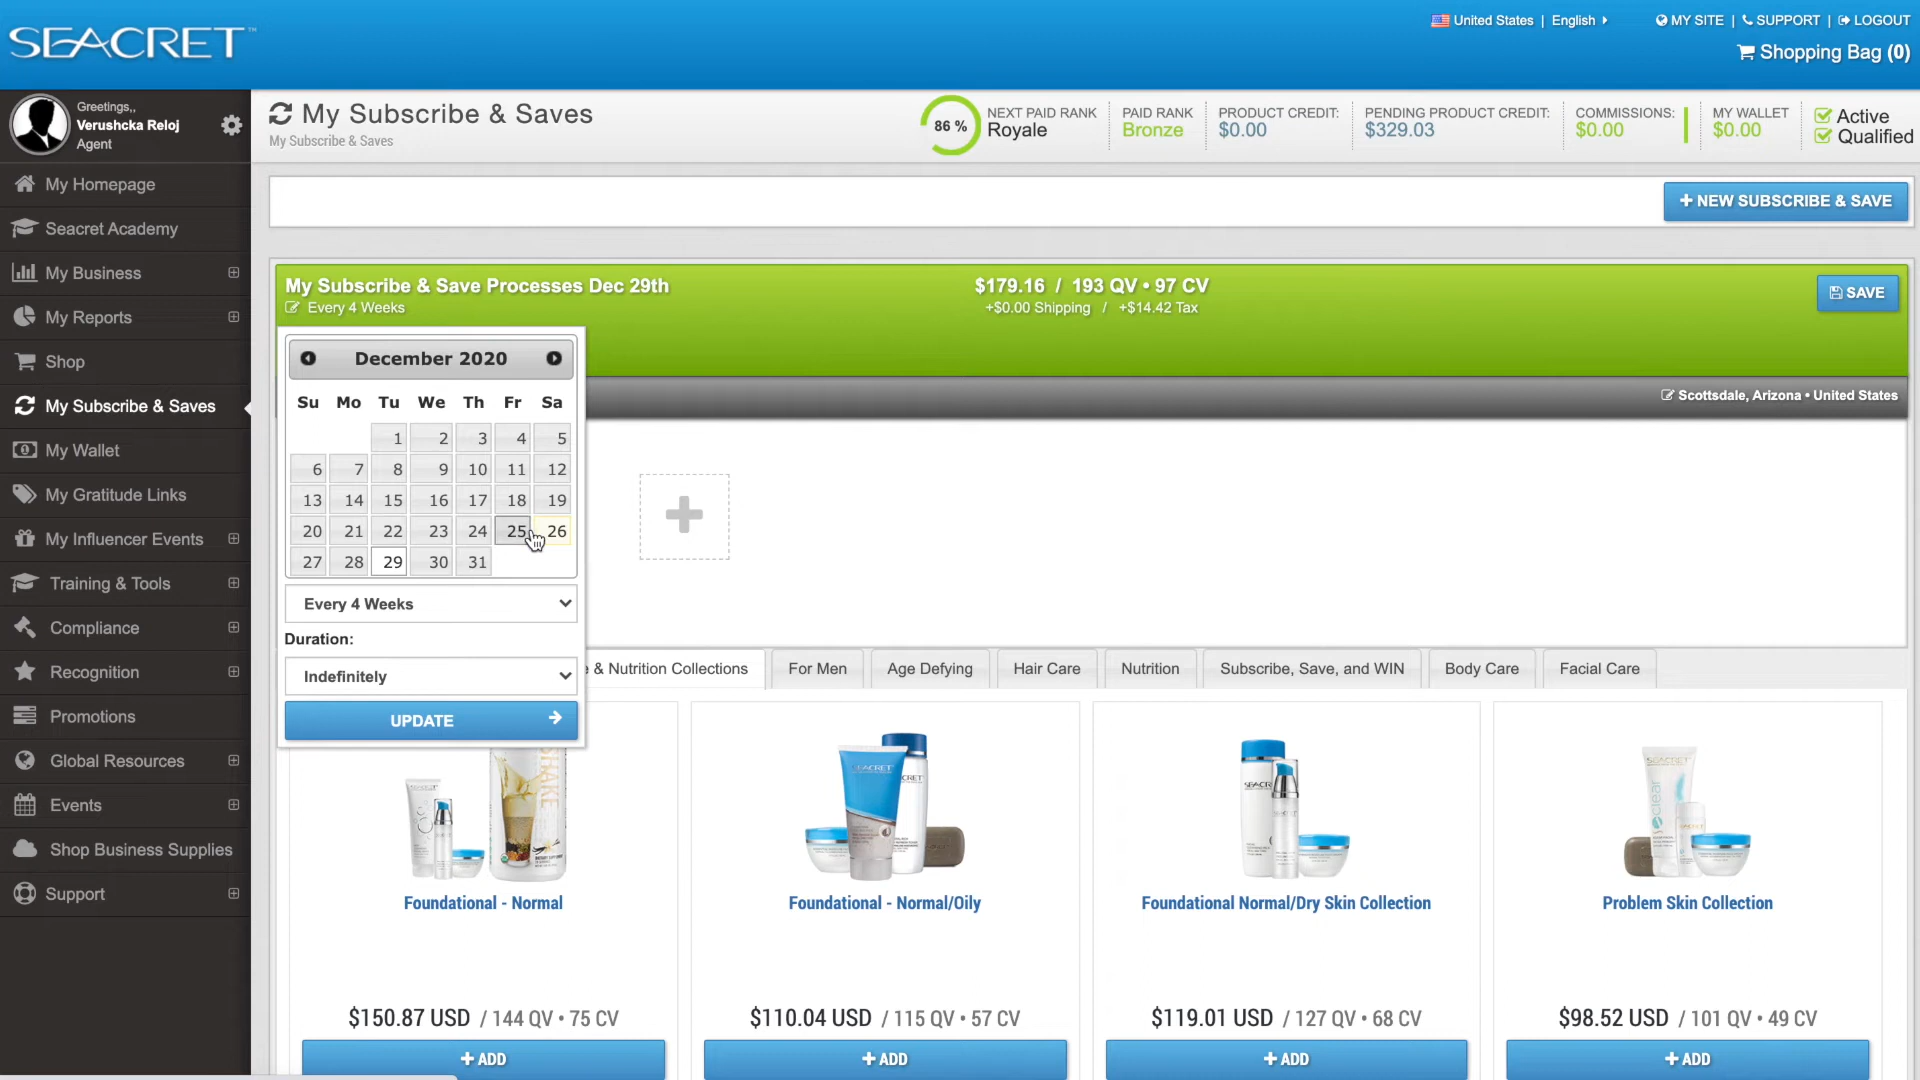 SEACRET™
United States | English
MY SITE | SUPPORT | LOGOUT
Shopping Bag (0)
Greetings,,
Verushcka Reloj
Agent
My Homepage
Seacret Academy
My Business
My Reports
Shop
My Subscribe & Saves
My Wallet
My Gratitude Links
My Influencer Events
Training & Tools
Compliance
Recognition
Promotions
Global Resources
Events
Shop Business Supplies
Support
My Subscribe & Saves
My Subscribe & Saves
86 %
NEXT PAID RANK
Royale
PAID RANK
Bronze
PRODUCT CREDIT:
$0.00
PENDING PRODUCT CREDIT:
$329.03
COMMISSIONS:
$0.00
MY WALLET
$0.00
Active
Qualified
+ NEW SUBSCRIBE & SAVE
My Subscribe & Save Processes Dec 29th
Every 4 Weeks
$179.16 / 193 QV • 97 CV
+$0.00 Shipping / +$14.42 Tax
SAVE
Scottsdale, Arizona • United States
December 2020
Su Mo Tu We Th Fr Sa
1 2 3 4 5
6 7 8 9 10 11 12
13 14 15 16 17 18 19
20 21 22 23 24 25 26
27 28 29 30 31
Every 4 Weeks
Duration:
Indefinitely
UPDATE
& Nutrition Collections
For Men
Age Defying
Hair Care
Nutrition
Subscribe, Save, and WIN
Body Care
Facial Care
SHAKE
Foundational - Normal
$150.87 USD / 144 QV • 75 CV
+ ADD
SEACRET
Foundational - Normal/Oily
$110.04 USD / 115 QV • 57 CV
+ ADD
Foundational Normal/Dry Skin Collection
$119.01 USD / 127 QV • 68 CV
+ ADD
SEACRET
clear
Problem Skin Collection
$98.52 USD / 101 QV • 49 CV
+ ADD